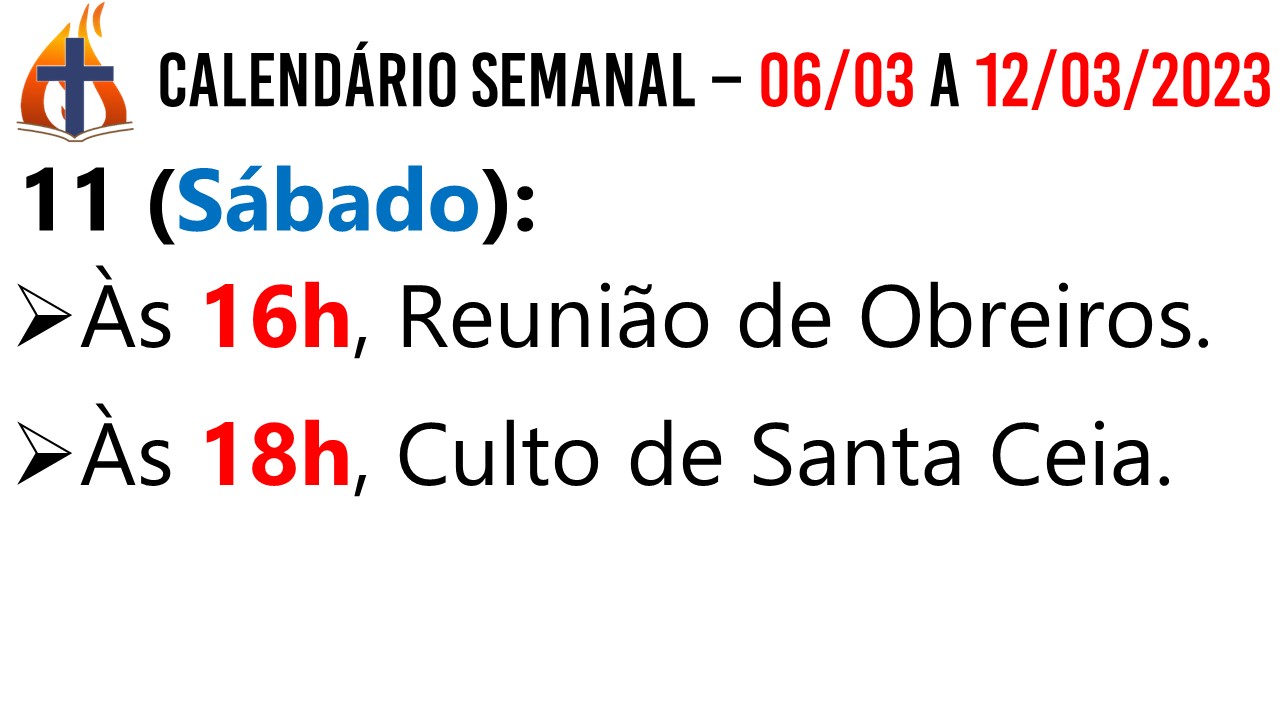 CALENDÁRIO SEMANAL – 06/03 A 12/03/2023
11 (Sábado):
➢Às 16h, Reunião de Obreiros.
➢Às 18h, Culto de Santa Ceia.